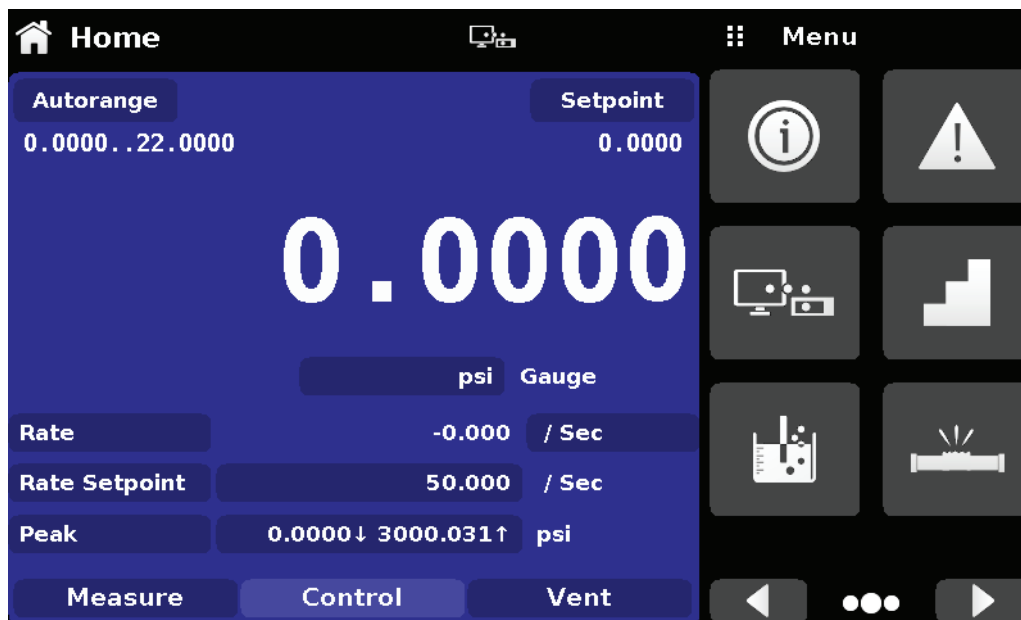 Home
Menu
Autorange
Setpoint
0.0000..22.0000
0.0000
0.0000
psi Gauge
Rate -0.000 / Sec
Rate Setpoint 50.000 / Sec
Peak 0.0000↓ 3000.031↑ psi
Measure Control Vent